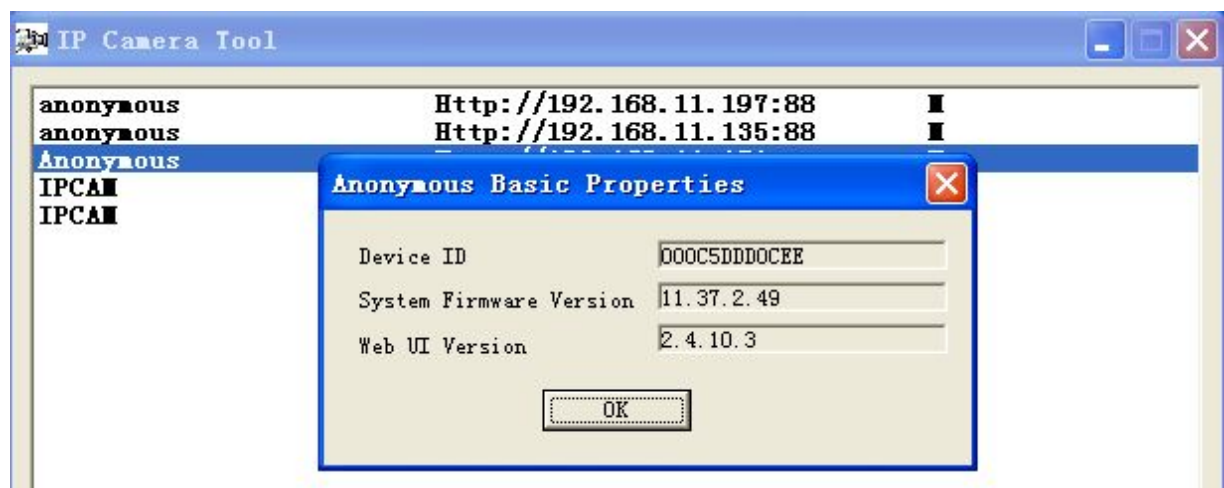 IP Camera Tool
anonymous Http://192.168.11.197:88 M
anonymous Http://192.168.11.135:88 M
Anonymous
IPCAM
IPCAM
Anonymous Basic Properties
Device ID 000C5DDD0CEE
System Firmware Version 11.37.2.49
Web UI Version 2.4.10.3
OK